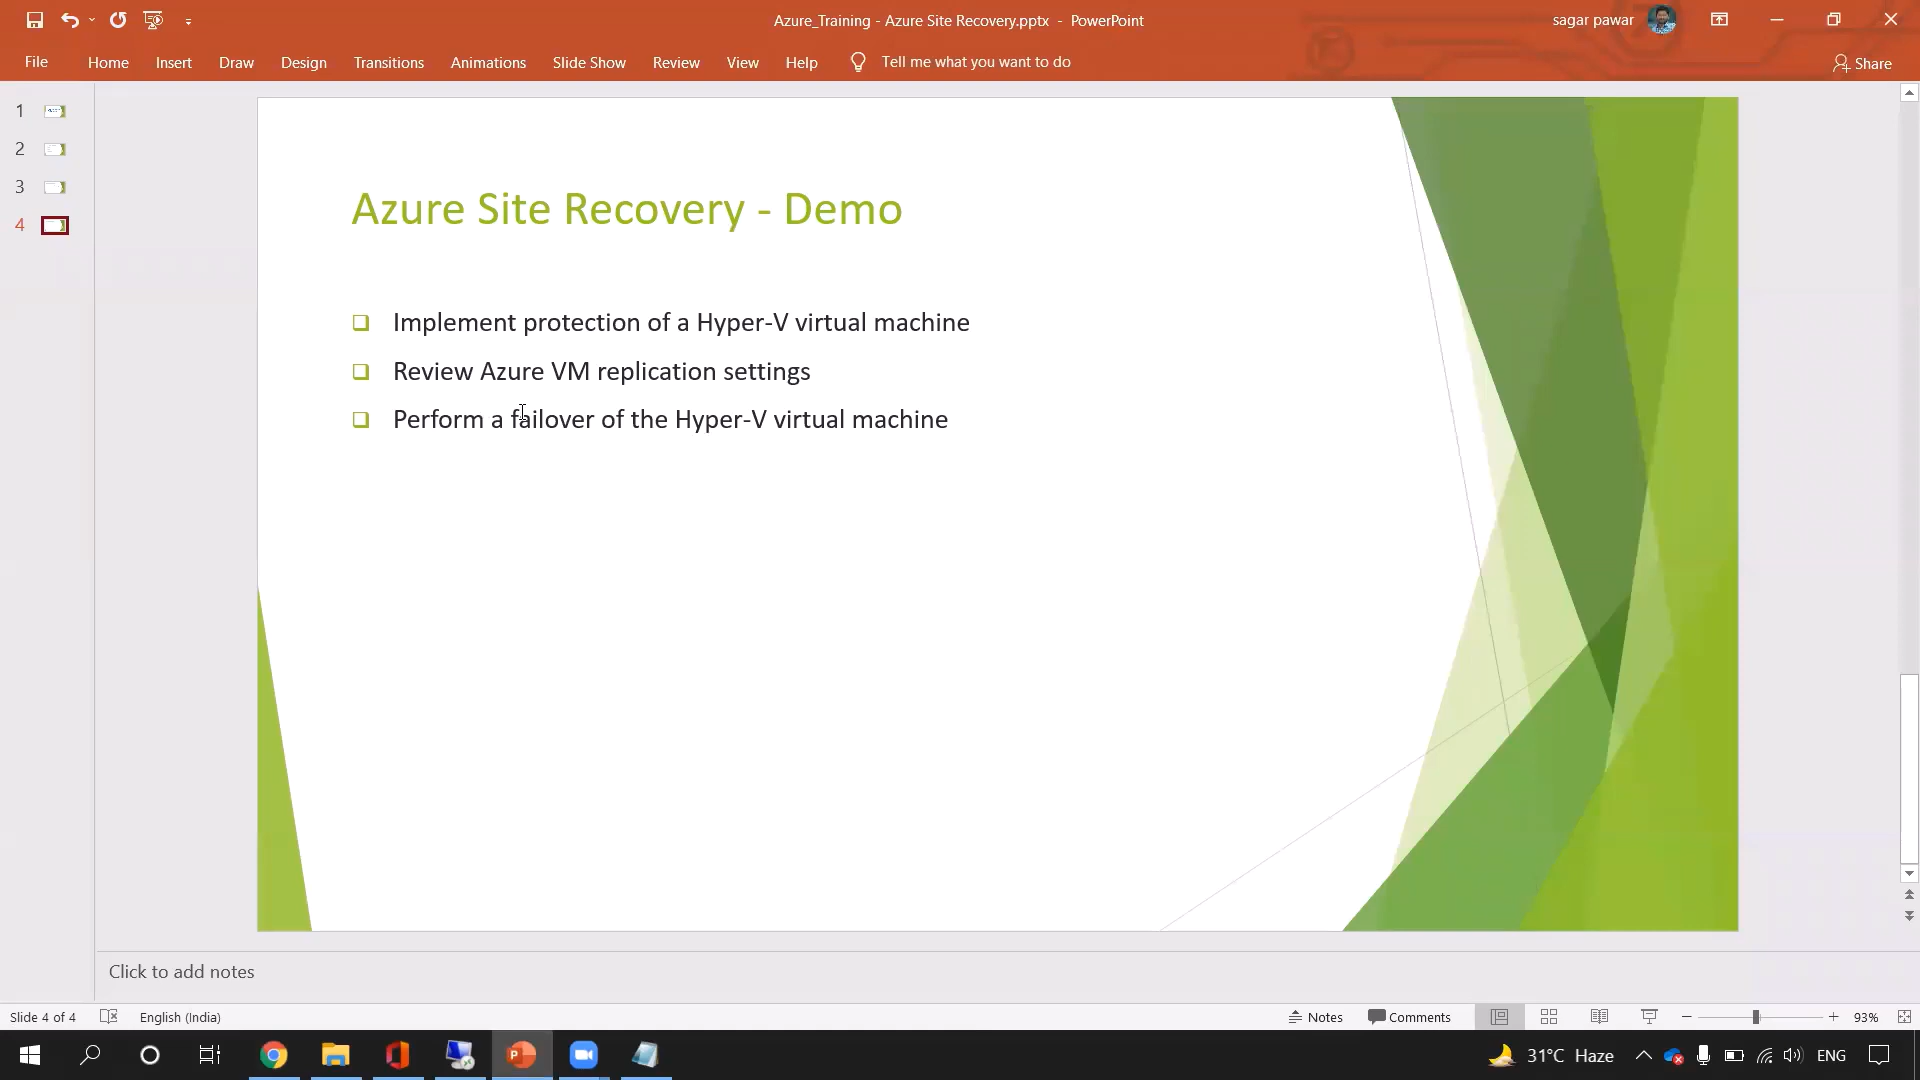 Azure_Training - Azure Site Recovery.pptx - PowerPoint
sagar pawar
File Home Insert Draw Design Transitions Animations Slide Show Review View Help Tell me what you want to do
Share
1
2
3
4
Azure Site Recovery - Demo
Implement protection of a Hyper-V virtual machine
Review Azure VM replication settings
Perform a failover of the Hyper-V virtual machine
Click to add notes
Slide 4 of 4 English (India) Notes Comments 93%
31°C Haze ENG